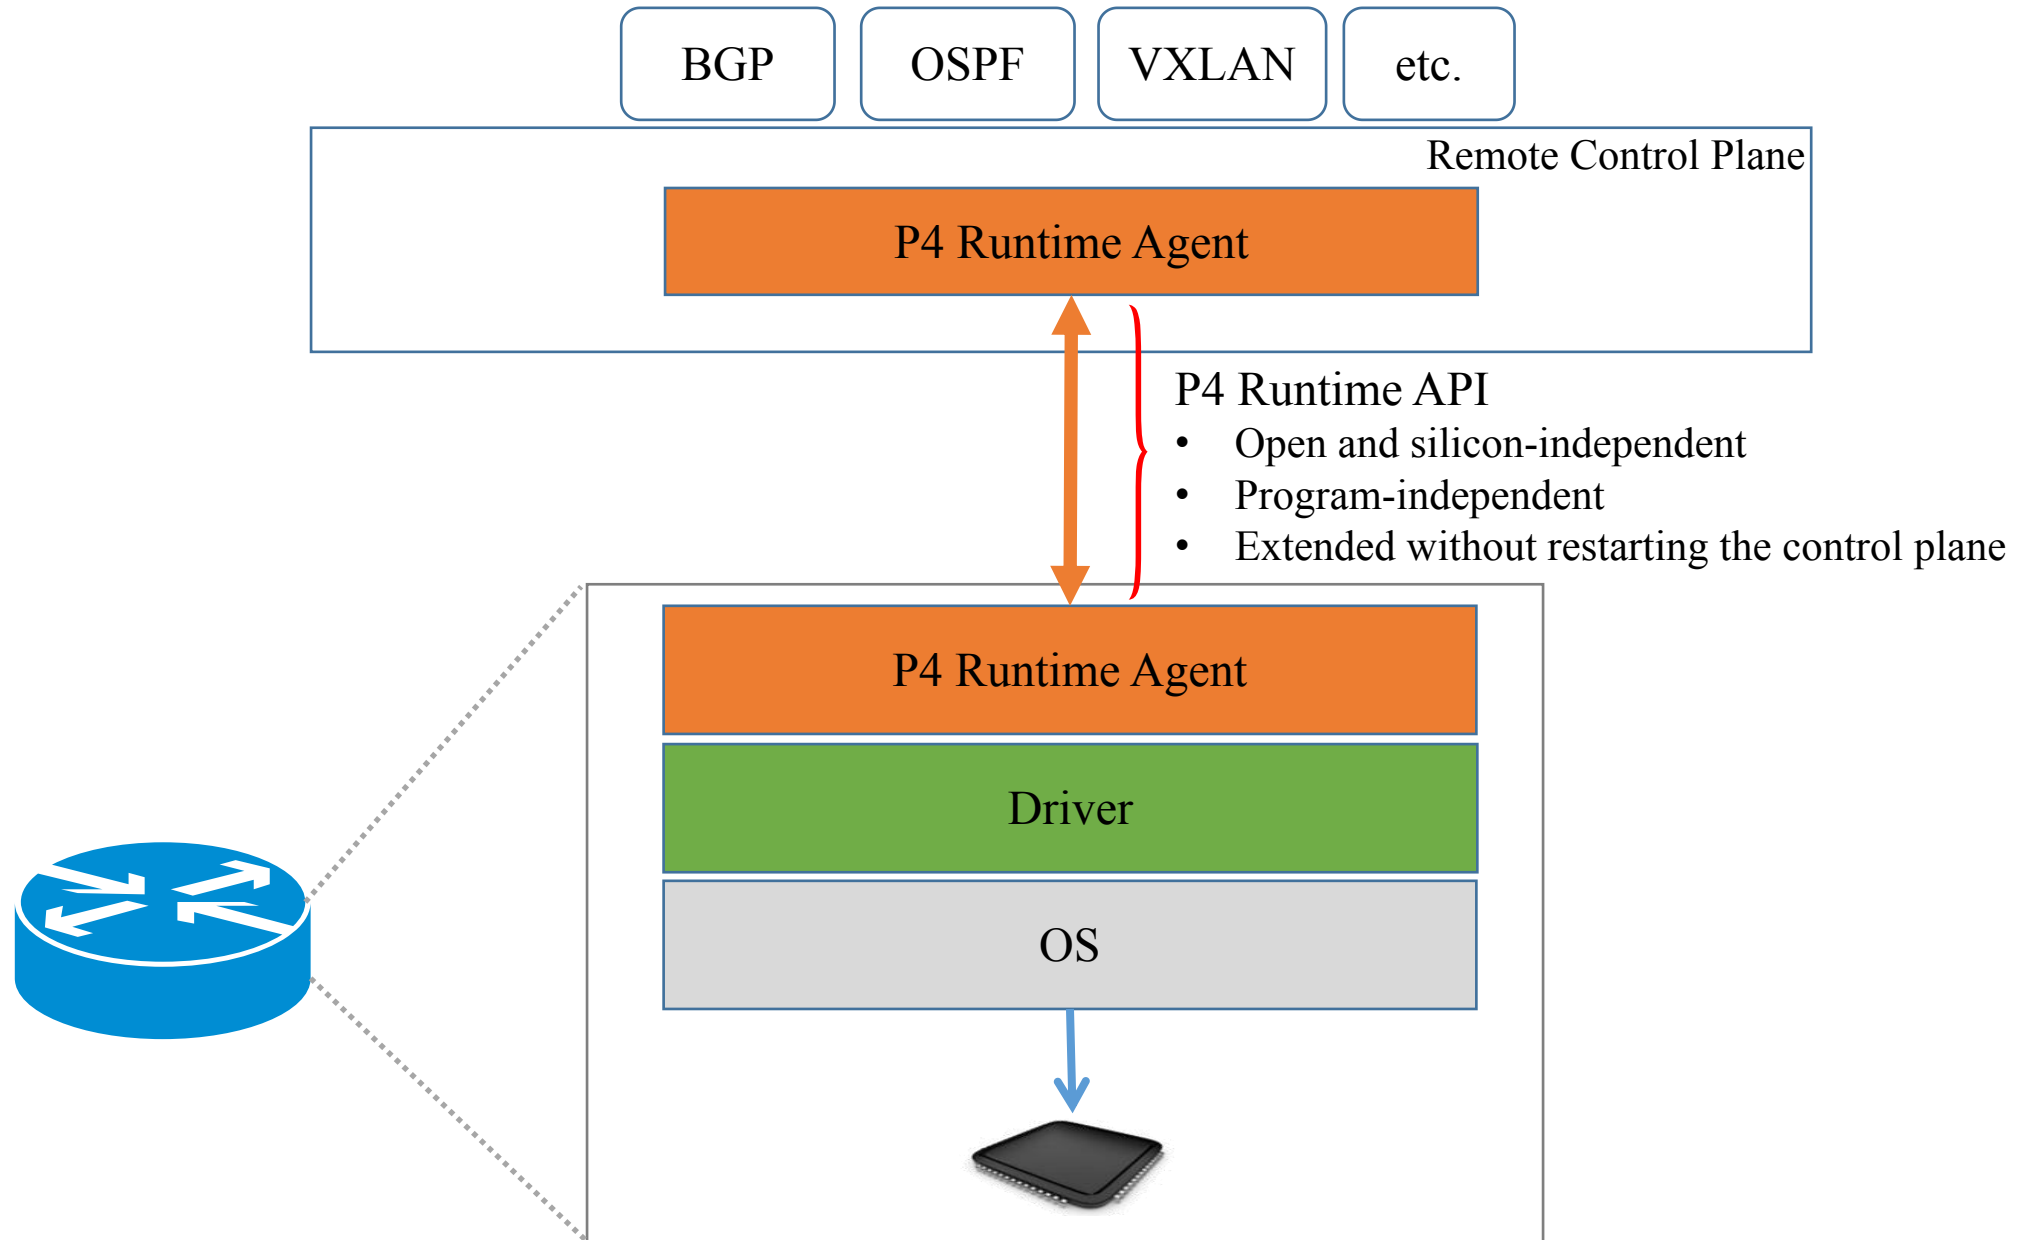 BGP OSPF VXLAN etc.
Remote Control Plane
P4 Runtime Agent
P4 Runtime API
• Open and silicon-independent
• Program-independent
• Extended without restarting the control plane
P4 Runtime Agent
Driver
OS